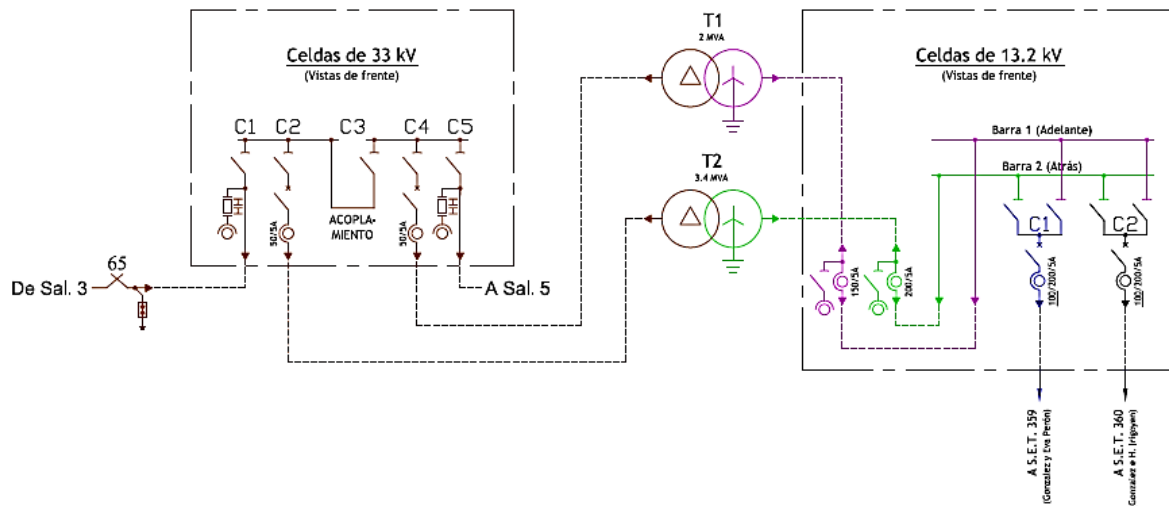 T1
2 MVA
Celdas de 33 kV
(Vistas de frente)
Celdas de 13.2 kV
(Vistas de frente)
C1 C2 C3 C4 C5
Barra 1 (Adelante)
T2
3.4 MVA
Barra 2 (Atrás)
ACOPLA-
MIENTO
50/5A
50/5A
C1
C2
65
De Sal. 3
A Sal. 5
150/5A
200/5A
100/200/5A
100/300/5A
A S.E.T. 359
(Gonzalez y Eva Perón)
A S.E.T. 360
Gonzalez e H. Irigoyen)